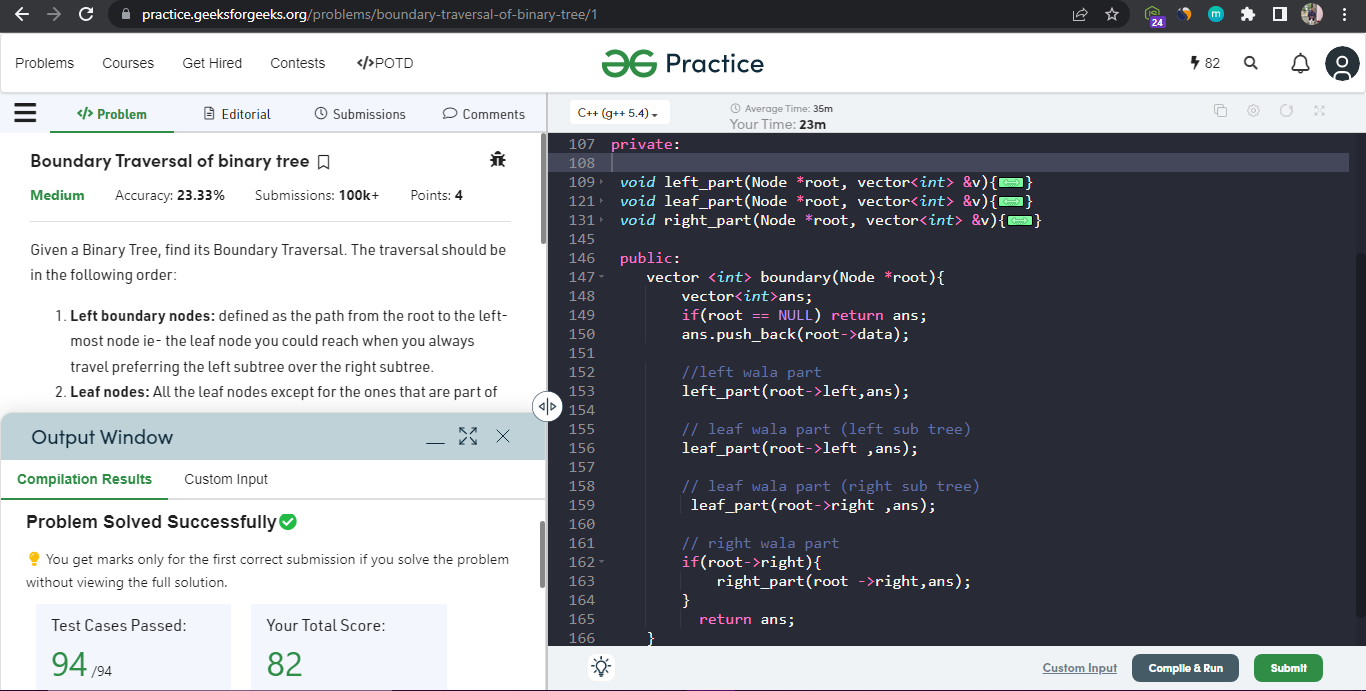 practice.geeksforgeeks.org/problems/boundary-traversal-of-binary-tree/1
24
m
Problems Courses Get Hired Contests </>POTD
Practice
82
</> Problem Editorial Submissions Comments
Boundary Traversal of binary tree
Medium Accuracy: 23.33% Submissions: 100k+ Points: 4
Given a Binary Tree, find its Boundary Traversal. The traversal should be
in the following order:
1. Left boundary nodes: defined as the path from the root to the left-
most node ie- the leaf node you could reach when you always
travel preferring the left subtree over the right subtree.
2. Leaf nodes: All the leaf nodes except for the ones that are part of
Output Window
Compilation Results Custom Input
Problem Solved Successfully
You get marks only for the first correct submission if you solve the problem
without viewing the full solution.
Test Cases Passed: Your Total Score:
94 /94 82
C++ (g++ 5.4)
Average Time: 35m
Your Time: 23m
107 private:
108
109 void left_part(Node *root, vector<int> &v){}
121 void leaf_part(Node *root, vector<int> &v){}
131 void right_part(Node *root, vector<int> &v){}
145
146 public:
147 vector <int> boundary(Node *root){
148 vector<int>ans;
149 if(root == NULL) return ans;
150 ans.push_back(root->data);
151
152 //left wala part
153 left_part(root->left,ans);
154
155 // leaf wala part (left sub tree)
156 leaf_part(root->left ,ans);
157
158 // leaf wala part (right sub tree)
159 leaf_part(root->right ,ans);
160
161 // right wala part
162 if(root->right){
163 right_part(root ->right,ans);
164 }
165 return ans;
166 }
Custom Input Compile & Run Submit